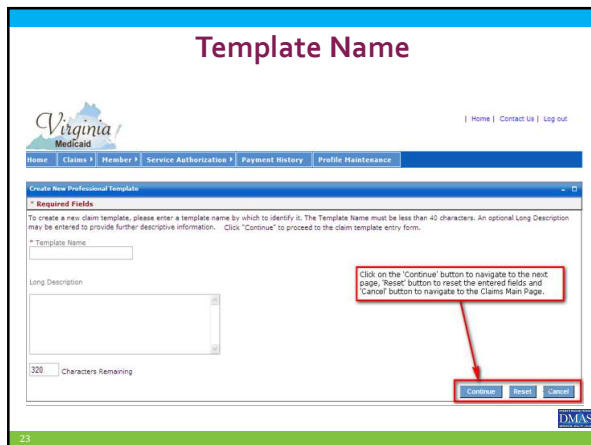 Template Name
Virginia
Medicaid
| Home | Contact Us | Log out
Home Claims Member Service Authorization Payment History Profile Maintenance
Create New Professional Template
* Required Fields
To create a new claim template, please enter a template name by which to identify it. The Template Name must be less than 40 characters. An optional Long Description
may be entered to provide further descriptive information. Click "Continue" to proceed to the claim template entry form.
* Template Name
Click on the 'Continue' button to navigate to the next
page, 'Reset' button to reset the entered fields and
'Cancel' button to navigate to the Claims Main Page.
Long Description
320 Characters Remaining
Continue Reset Cancel
DMAS
23